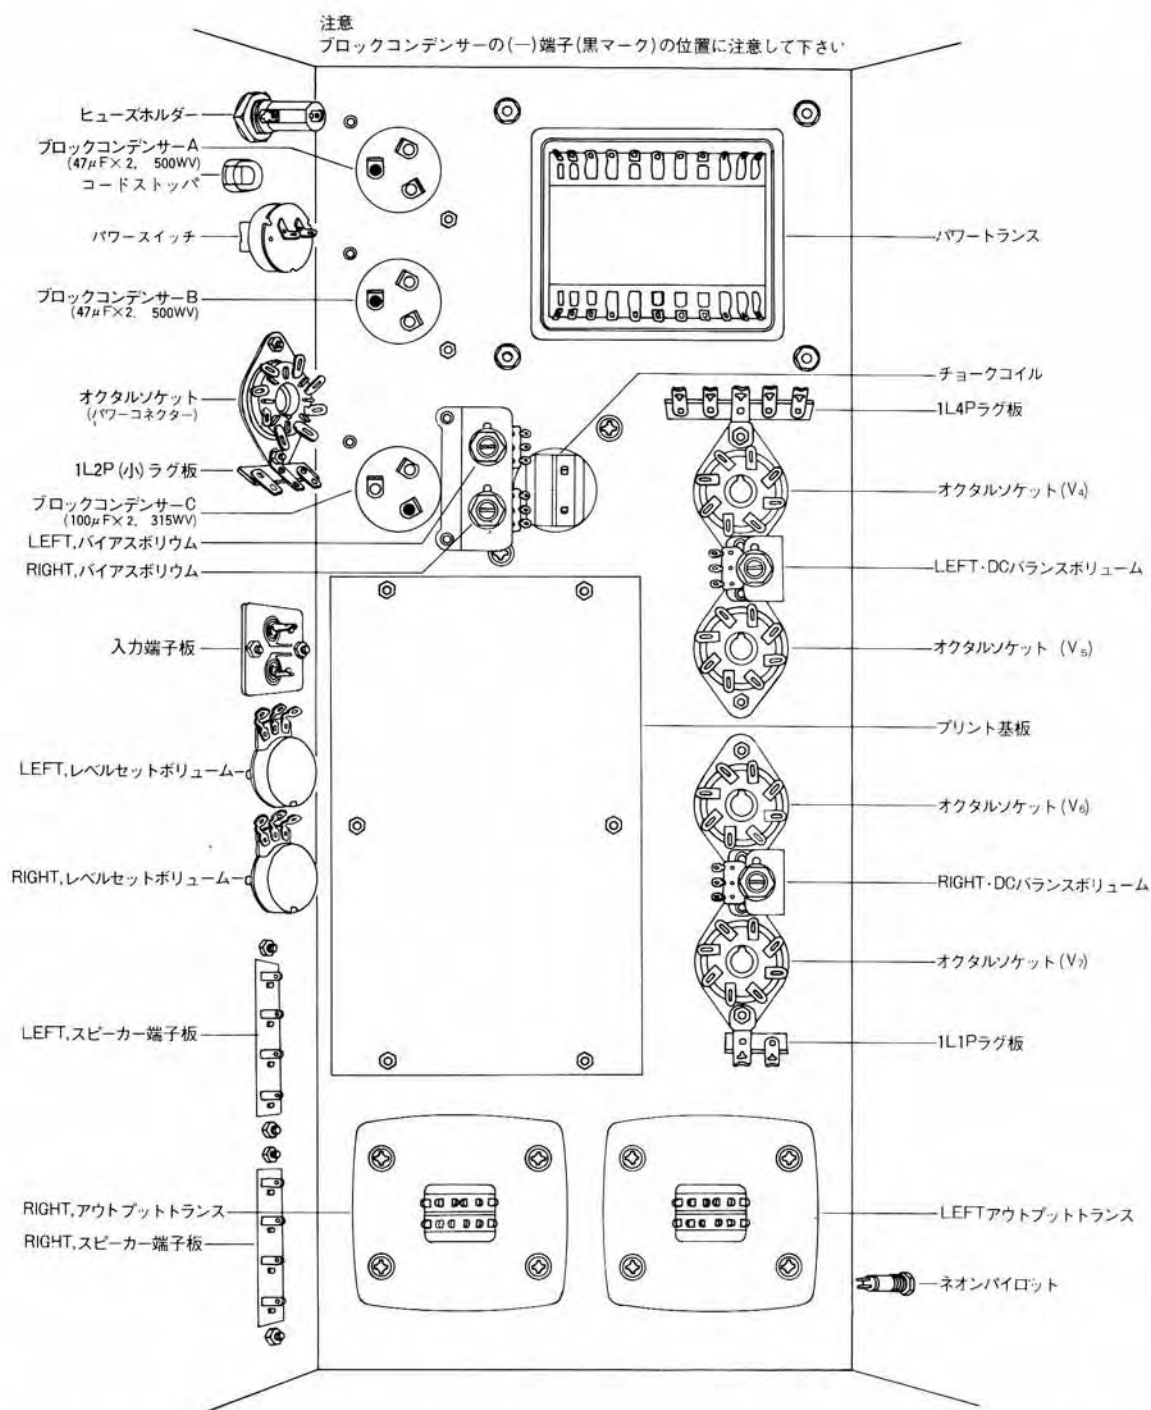 注意
ブロックコンデンサーの(ー)端子(黒マーク)の位置に注意して下さい
ヒューズホルダー
ブロックコンデンサーA
(47μF×2, 500WV)
コードストッパ
パワースイッチ
ブロックコンデンサーB
(47μF×2, 500WV)
オクタルソケット
(パワーコネクター)
1L2P(小)ラグ板
ブロックコンデンサーC
(100μF×2, 315WV)
LEFT,バイアスボリウム
RIGHT,バイアスボリウム
入力端子板
LEFT,レベルセットボリューム
RIGHT,レベルセットボリューム
LEFT,スピーカー端子板
RIGHT,アウトプットトランス
RIGHT,スピーカー端子板
パワートランス
チョークコイル
1L4Pラグ板
オクタルソケット(V4)
LEFT・DCバランスボリューム
オクタルソケット (V5)
プリント基板
オクタルソケット(V6)
RIGHT・DCバランスボリューム
オクタルソケット(V7)
1L1Pラグ板
LEFTアウトプットトランス
ネオンパイロット